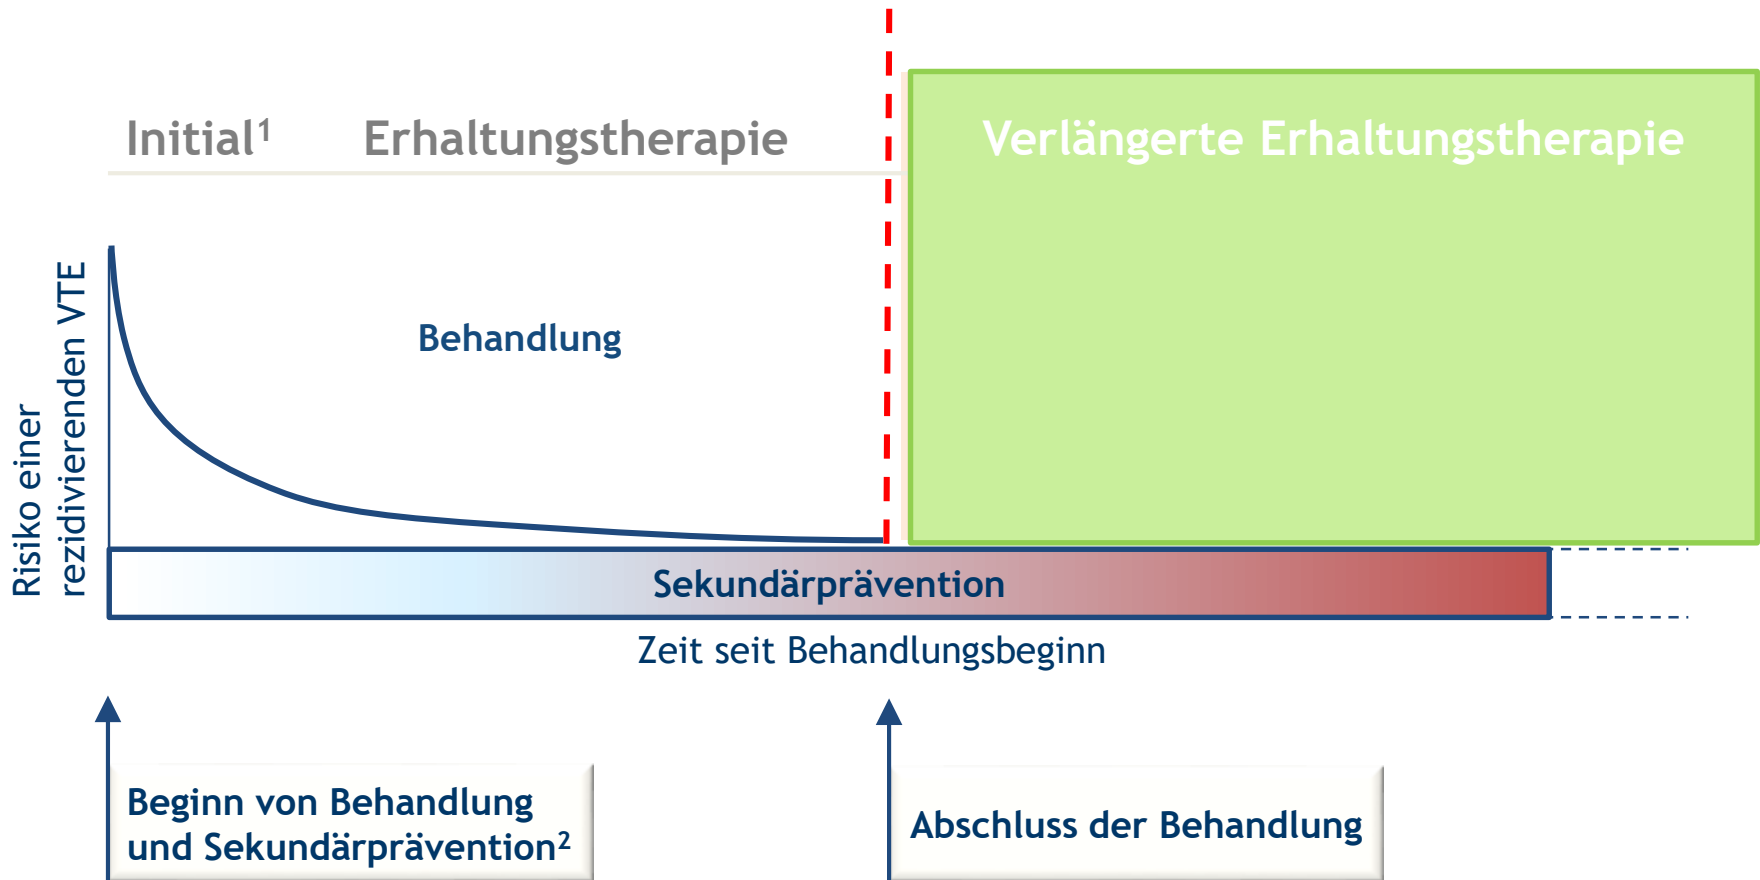 Initial¹ Erhaltungstherapie Verlängerte Erhaltungstherapie
Behandlung
Risiko einer
rezidivierenden VTE
Sekundärprävention
Zeit seit Behandlungsbeginn
Beginn von Behandlung
und Sekundärprävention²
Abschluss der Behandlung